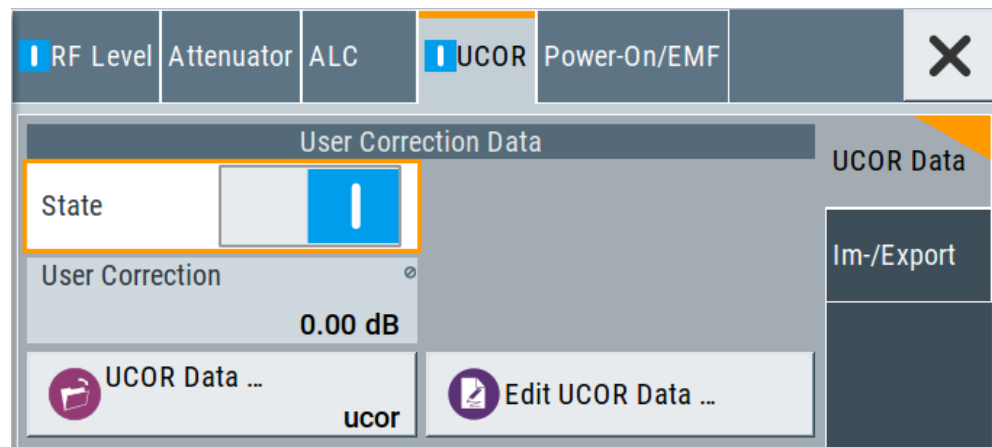 RF Level Attenuator ALC UCOR Power-On/EMF
User Correction Data
UCOR Data
State
Im-/Export
User Correction
0.00 dB
UCOR Data ...
ucor
Edit UCOR Data ...